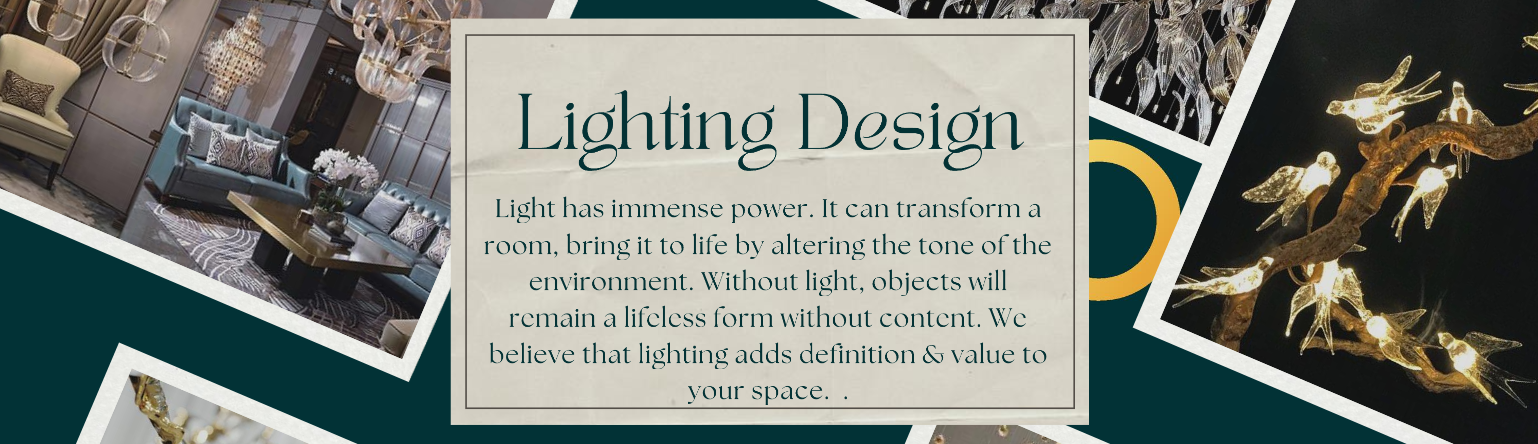 Lighting Design
Light has immense power. It can transform a
room, bring it to life by altering the tone of the
environment. Without light, objects will
remain a lifeless form without content. We
believe that lighting adds definition & value to
your space. .